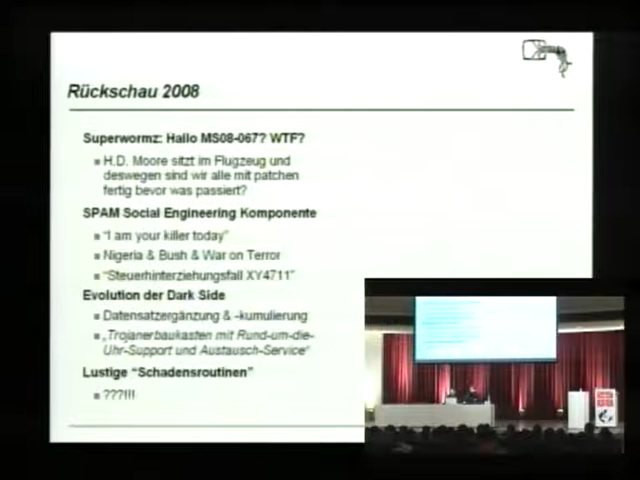 Rückschau 2008
Superwormz: Hallo MS08-067? WTF?
H.D. Moore sitzt im Flugzeug und
deswegen sind wir alle mit patchen
fertig bevor was passiert?
SPAM Social Engineering Komponente
"I am your killer today"
Nigeria & Bush & War on Terror
"Steuerhinterziehungsfall XY4711"
Evolution der Dark Side
Datensatzergänzung & -kumulierung
„Trojanerbaukasten mit Rund-um-die-
Uhr-Support und Austausch-Service“
Lustige "Schadensroutinen"
???!!!